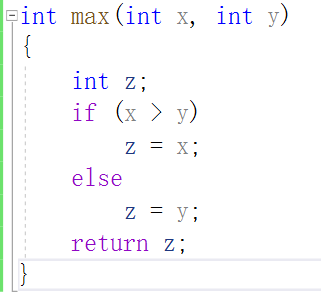 int max(int x, int y)
{
    int z;
    if (x > y)
        z = x;
    else
        z = y;
    return z;
}